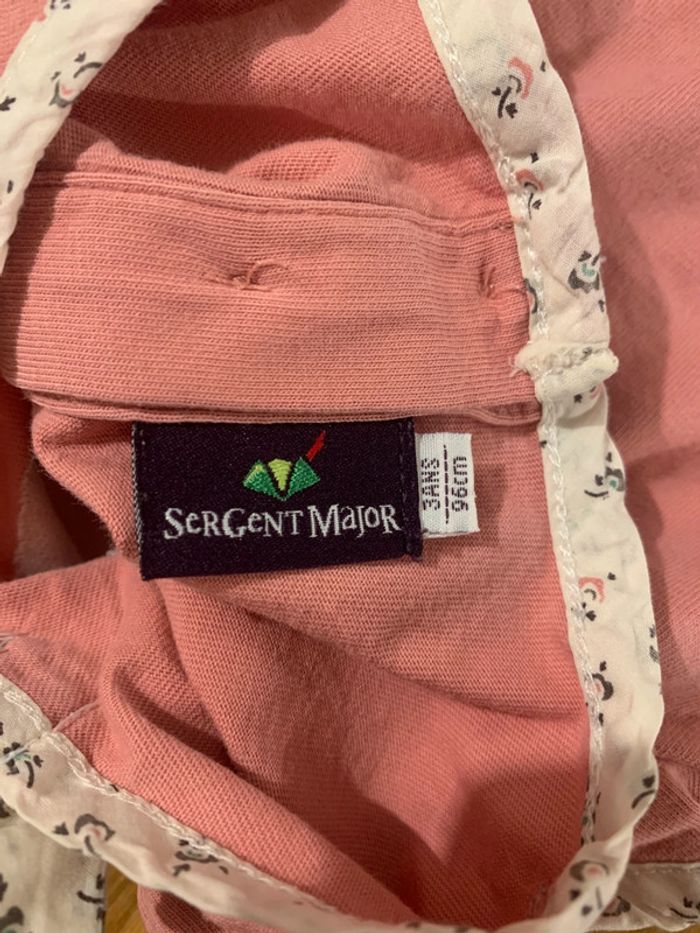 SerGent Major
3ANS
96cm